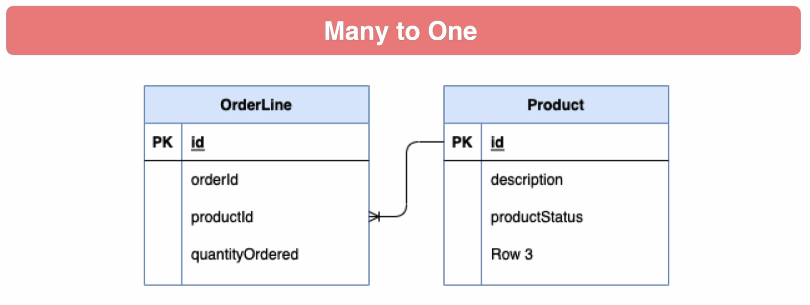 Many to One
OrderLine
PK id
orderId
productId
quantityOrdered
Product
PK id
description
productStatus
Row 3